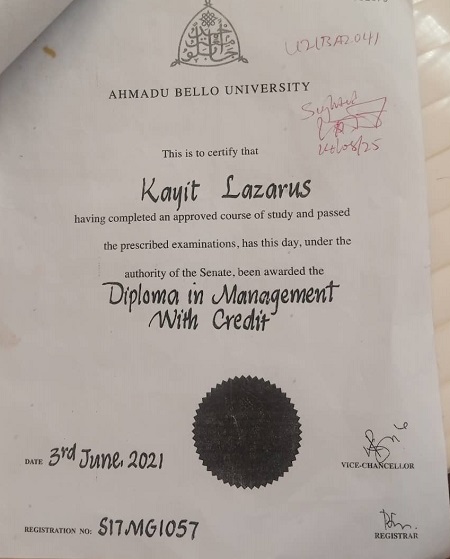 AHMADU BELLO UNIVERSITY
This is to certify that
Kayit Lazarus
having completed an approved course of study and passed
the prescribed examinations, has this day, under the
authority of the Senate, been awarded the
Diploma in Management
With Credit
DATE 3rd June, 2021
VICE-CHANCELLOR
REGISTRATION NO: S17.MG1057
REGISTRAR